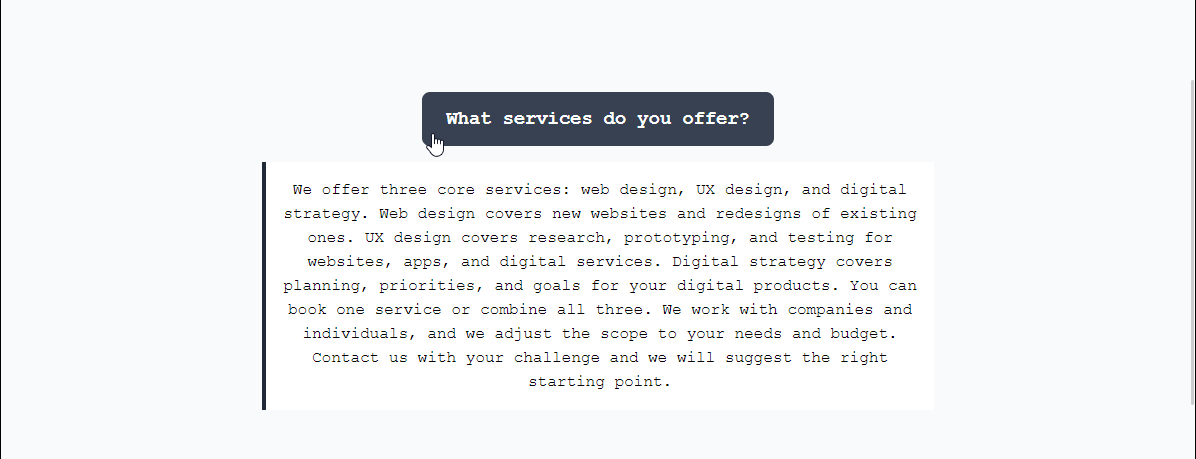 What services do you offer?
We offer three core services: web design, UX design, and digital
strategy. Web design covers new websites and redesigns of existing
ones. UX design covers research, prototyping, and testing for
websites, apps, and digital services. Digital strategy covers
planning, priorities, and goals for your digital products. You can
book one service or combine all three. We work with companies and
individuals, and we adjust the scope to your needs and budget.
Contact us with your challenge and we will suggest the right
starting point.